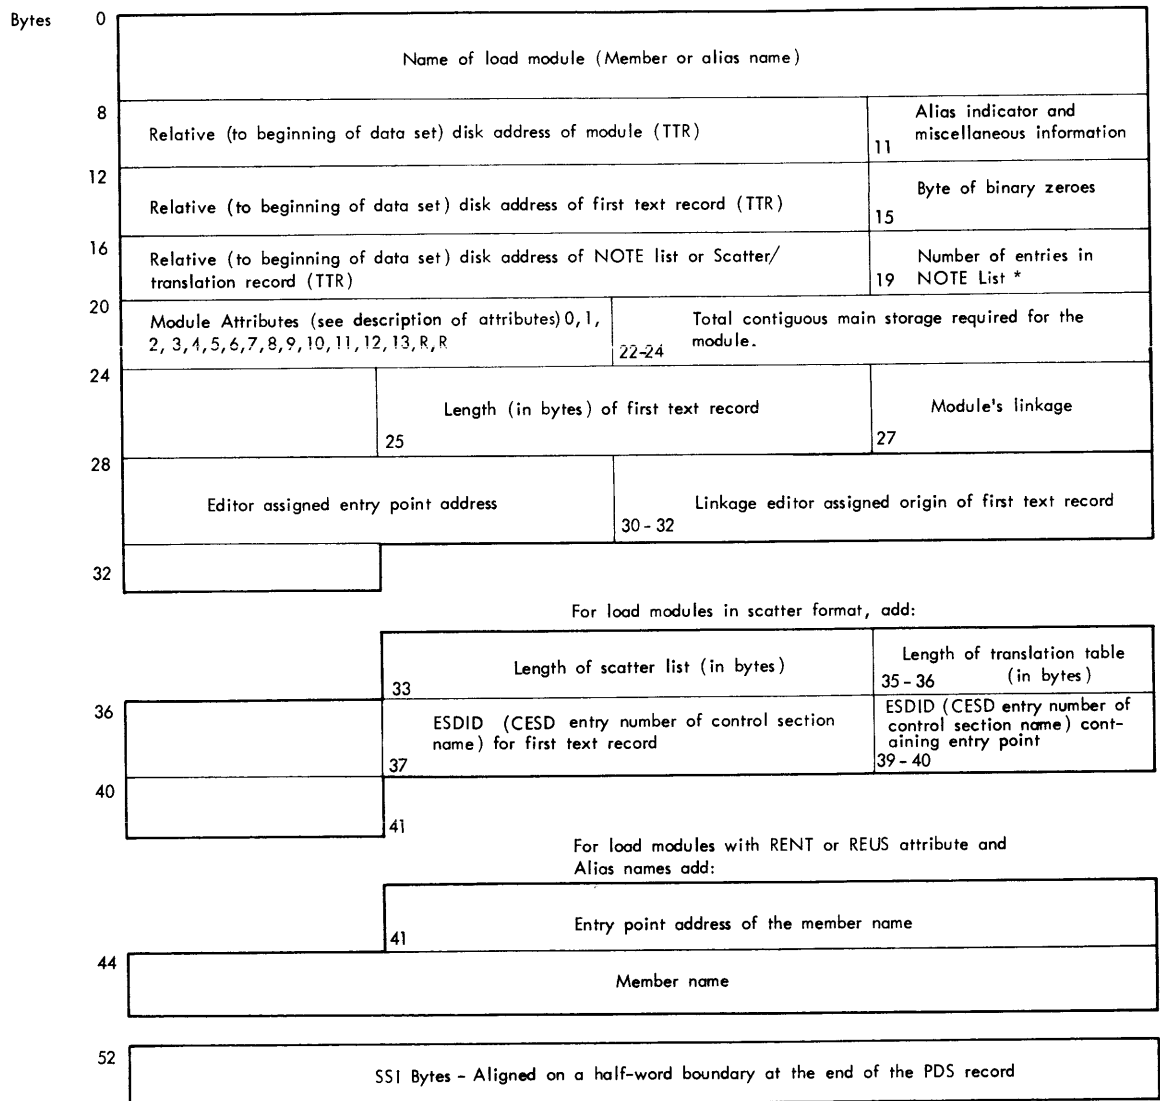 Bytes 0
Name of load module (Member or alias name)
8
Relative (to beginning of data set) disk address of module (TTR)
Alias indicator and
miscellaneous information
11
12
Relative (to beginning of data set) disk address of first text record (TTR)
Byte of binary zeroes
15
16
Relative (to beginning of data set) disk address of NOTE list or Scatter/
translation record (TTR)
Number of entries in
19 NOTE List *
20
Module Attributes (see description of attributes) 0, 1,
2, 3, 4, 5, 6, 7, 8, 9, 10, 11, 12, 13, R, R
Total contiguous main storage required for the
module.
22-24
24
Length (in bytes) of first text record
25
Module's linkage
27
28
Editor assigned entry point address
Linkage editor assigned origin of first text record
30 - 32
32
For load modules in scatter format, add:
Length of scatter list (in bytes)
33
Length of translation table
35 - 36 (in bytes)
36
ESDID (CESD entry number of control section
name) for first text record
37
ESDID (CESD entry number of
control section name) cont-
aining entry point
39 - 40
40
41
For load modules with RENT or REUS attribute and
Alias names add:
Entry point address of the member name
41
44
Member name
52
SSI Bytes - Aligned on a half-word boundary at the end of the PDS record